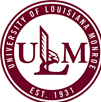 UNIVERSITY OF LOUISIANA MONROE
ULM
EST. 1931